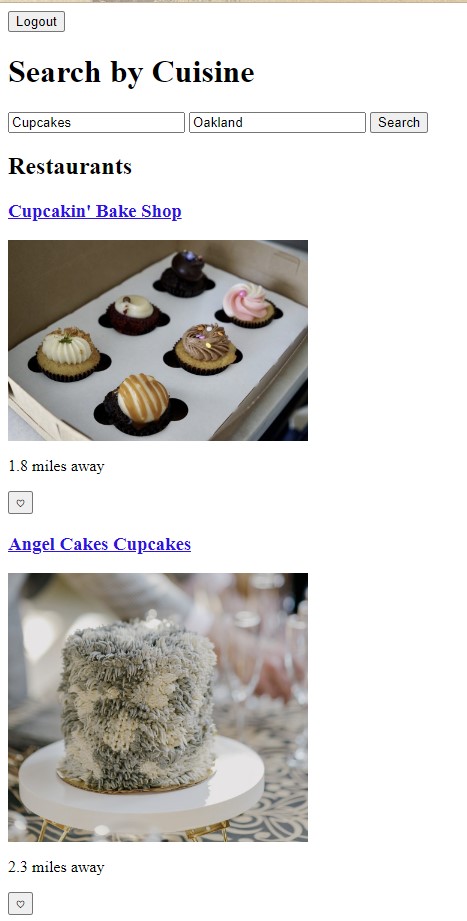 Logout
Search by Cuisine
Cupcakes Oakland Search
Restaurants
Cupcakin' Bake Shop
1.8 miles away
♡
Angel Cakes Cupcakes
2.3 miles away
♡